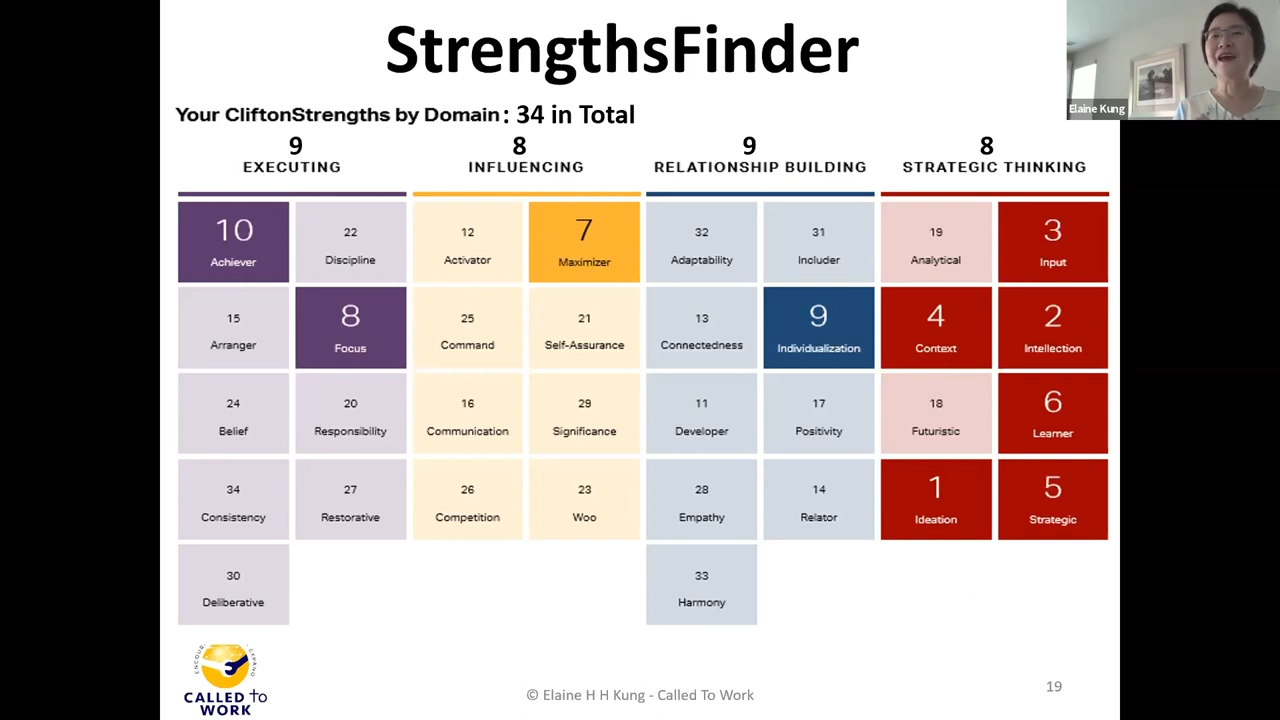 StrengthsFinder
Elaine Kung
Your CliftonStrengths by Domain: 34 in Total
9 8 9 8
EXECUTING INFLUENCING RELATIONSHIP BUILDING STRATEGIC THINKING
10 22 12 7 32 31 19 3
Achiever Discipline Activator Maximizer Adaptability Includer Analytical Input
15 8 25 21 13 9 4 2
Arranger Focus Command Self-Assurance Connectedness Individualization Context Intellection
24 20 16 29 11 17 18 6
Belief Responsibility Communication Significance Developer Positivity Futuristic Learner
34 27 26 23 28 14 1 5
Consistency Restorative Competition Woo Empathy Relator Ideation Strategic
30 33
Deliberative Harmony
CALLED TO
WORK
© Elaine H H Kung - Called To Work
19